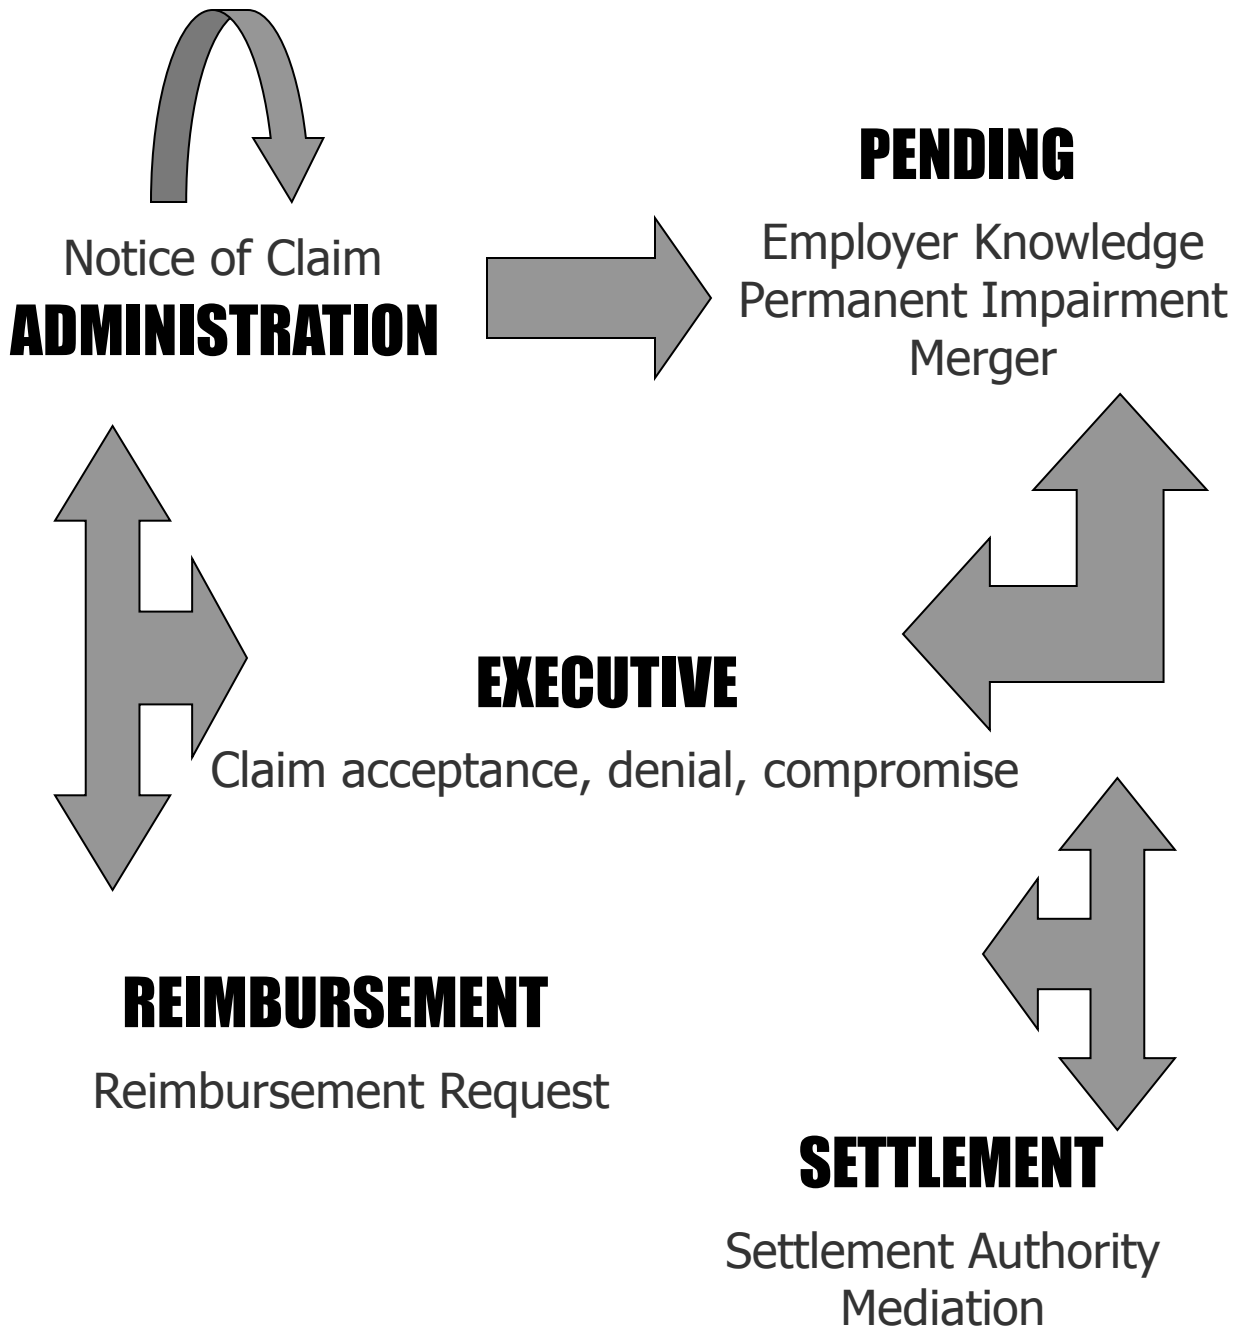 Notice of Claim
ADMINISTRATION
PENDING
Employer Knowledge
Permanent Impairment
Merger
EXECUTIVE
Claim acceptance, denial, compromise
REIMBURSEMENT
Reimbursement Request
SETTLEMENT
Settlement Authority
Mediation